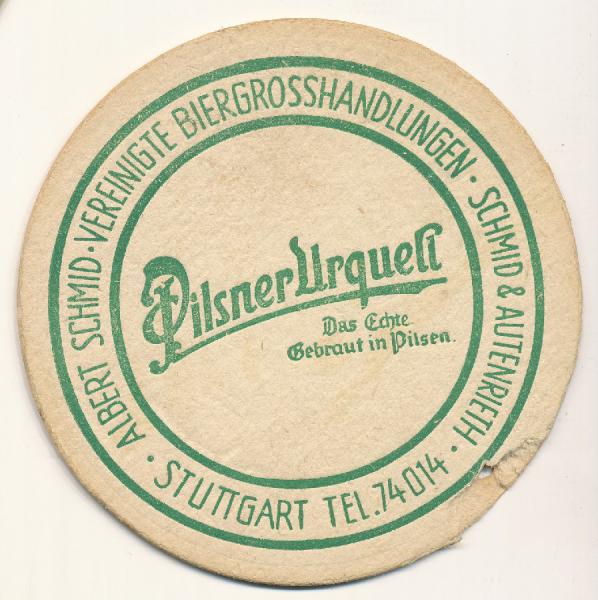 ALBERT SCHMID · VEREINIGTE BIERGROSSHANDLUNGEN · SCHMID & AUTENRIETH ·
STUTTGART TEL. 74014 ·
Pilsner Urquell
Das Echte
Gebraut in Pilsen.